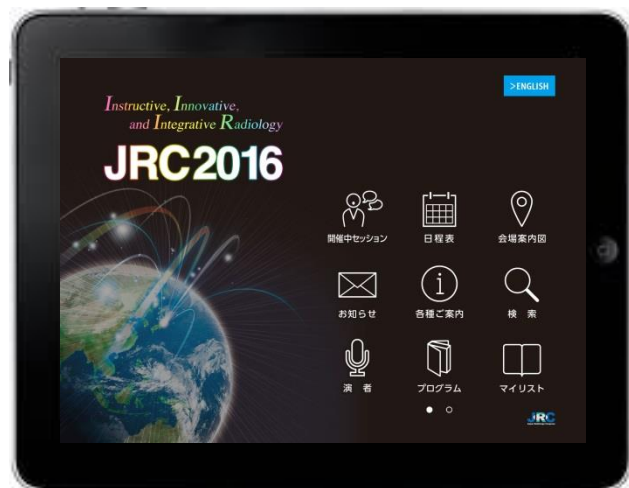 >ENGLISH
Instructive, Innovative,
and Integrative Radiology
JRC2016
開催中セッション
日程表
会場案内図
お知らせ
各種ご案内
検 索
演 者
プログラム
マイリスト
JRC